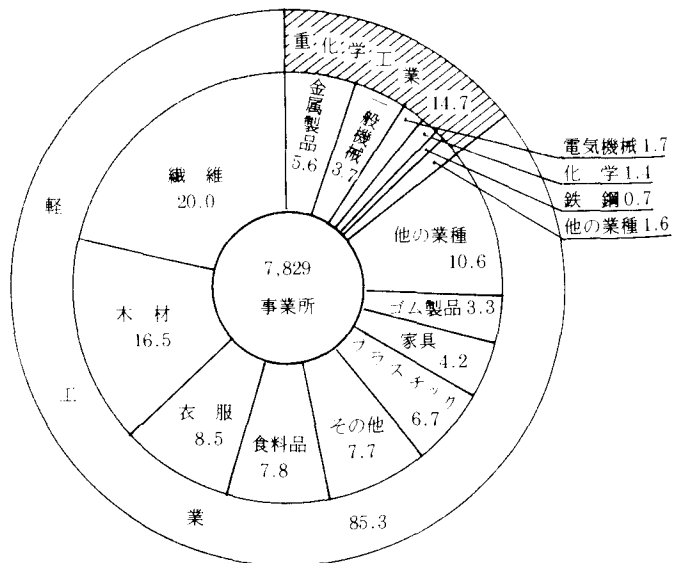 重化学工業
14.7
金属製品
5.6
一般機械
3.7
電気機械1.7
化学1.4
鉄鋼0.7
他の業種1.6
他の業種
10.6
ゴム製品3.3
家具
4.2
プラスチック
6.7
その他
7.7
食料品
7.8
衣服
8.5
木材
16.5
繊維
20.0
7,829
事業所
軽工業
85.3